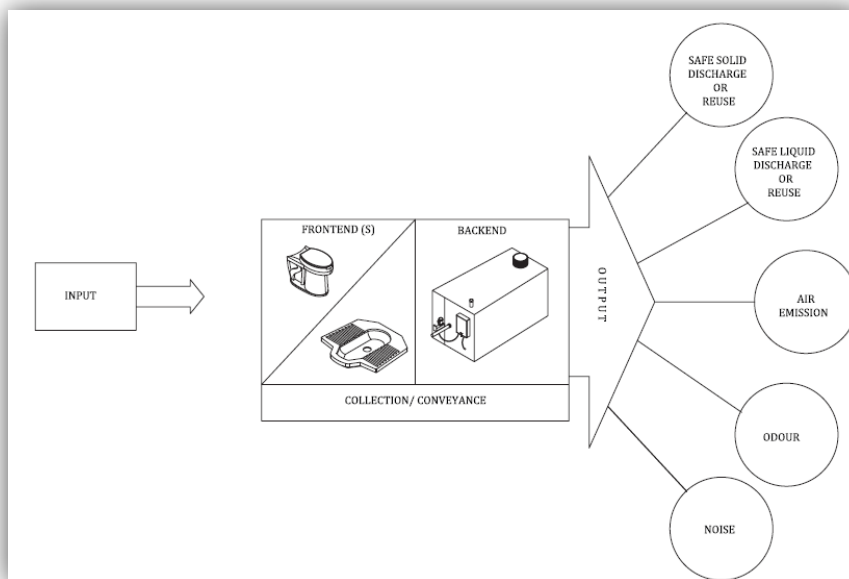 INPUT
FRONTEND (S)
BACKEND
COLLECTION/ CONVEYANCE
OUTPUT
SAFE SOLID
DISCHARGE
OR
REUSE
SAFE LIQUID
DISCHARGE
OR
REUSE
AIR
EMISSION
ODOUR
NOISE